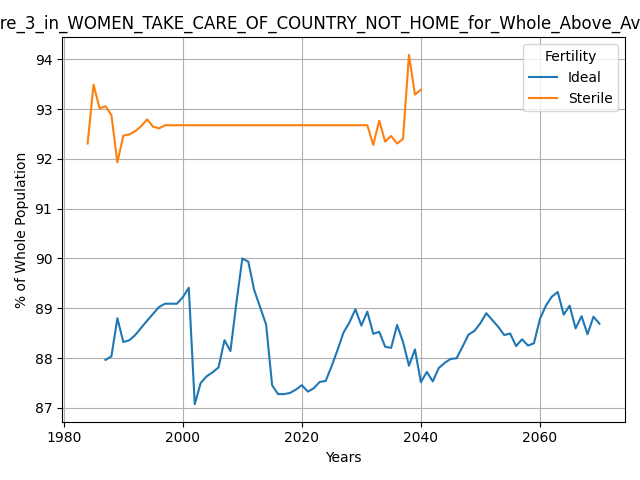 re_3_in_WOMEN_TAKE_CARE_OF_COUNTRY_NOT_HOME_for_Whole_Above_Av
Fertility
Ideal
Sterile
% of Whole Population
94
93
92
91
90
89
88
87
1980 2000 2020 2040 2060
Years